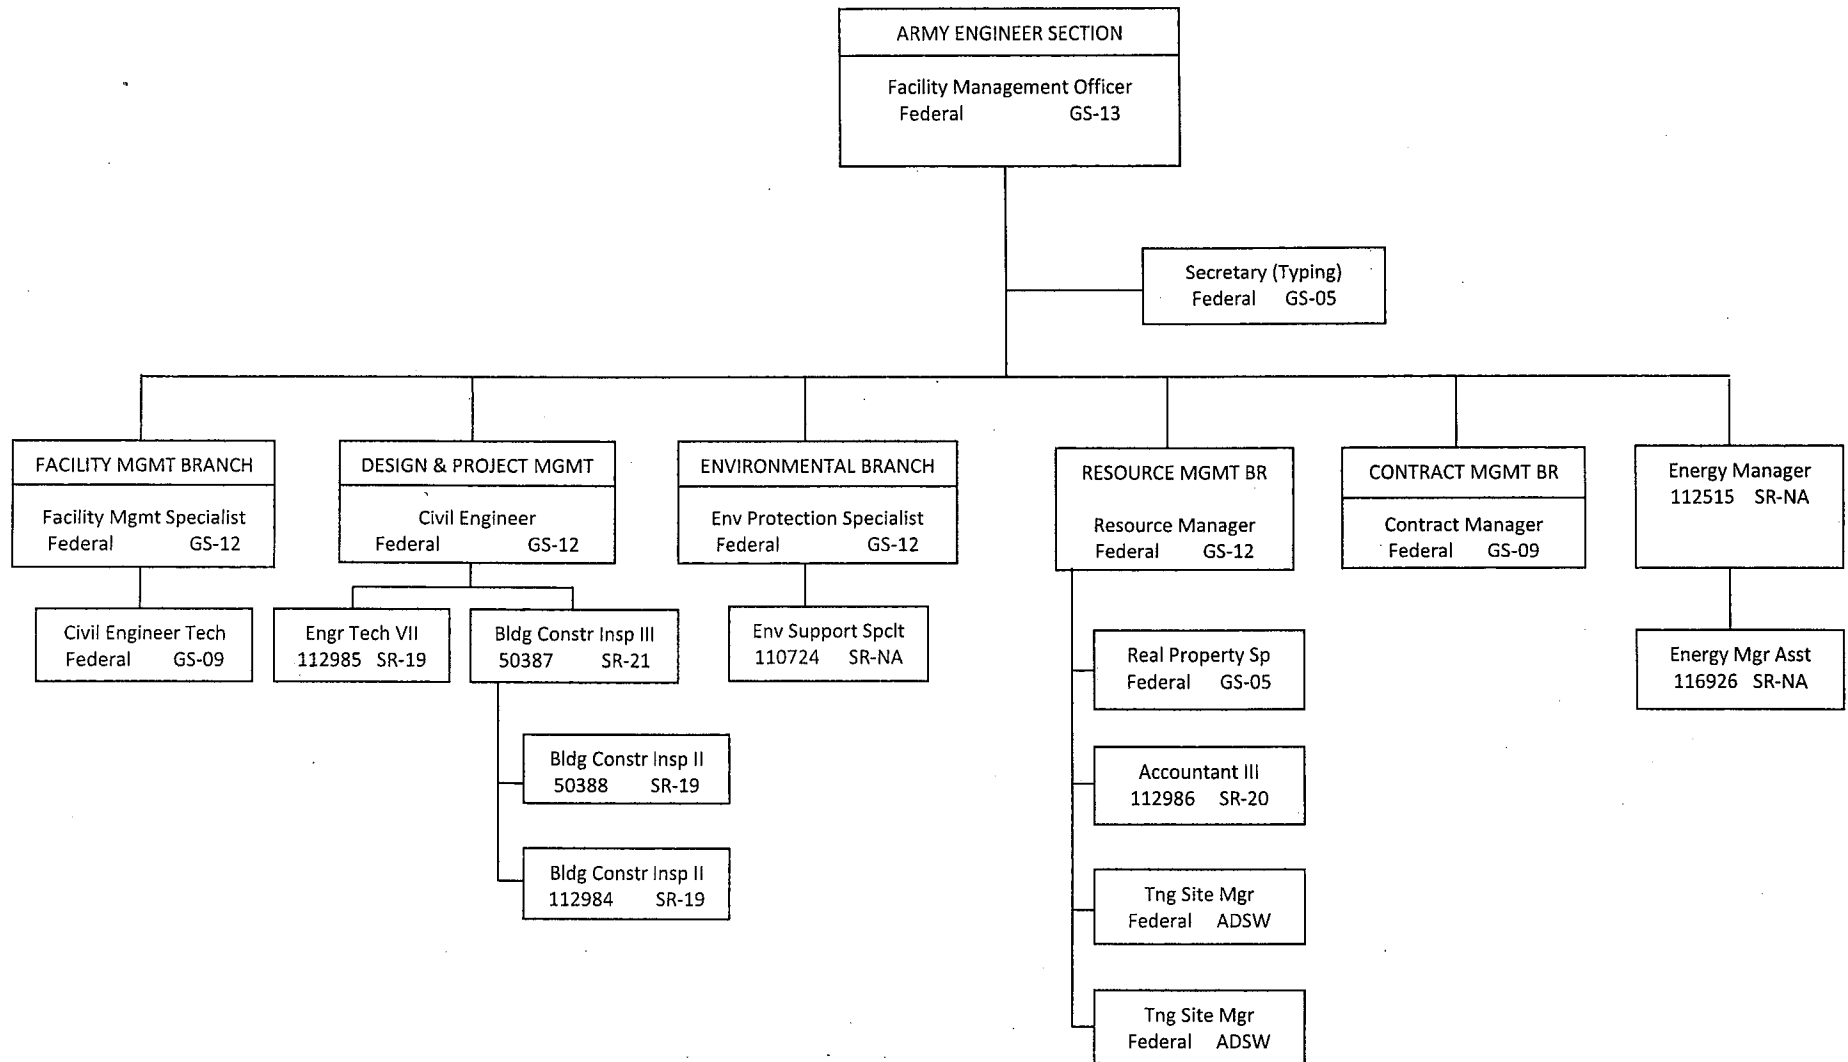 ARMY ENGINEER SECTION
Facility Management Officer
Federal GS-13
Secretary (Typing)
Federal GS-05
FACILITY MGMT BRANCH
Facility Mgmt Specialist
Federal GS-12
Civil Engineer Tech
Federal GS-09
DESIGN & PROJECT MGMT
Civil Engineer
Federal GS-12
Engr Tech VII
112985 SR-19
Bldg Constr Insp III
50387 SR-21
Bldg Constr Insp II
50388 SR-19
Bldg Constr Insp II
112984 SR-19
ENVIRONMENTAL BRANCH
Env Protection Specialist
Federal GS-12
Env Support Spclt
110724 SR-NA
RESOURCE MGMT BR
Resource Manager
Federal GS-12
Real Property Sp
Federal GS-05
Accountant III
112986 SR-20
Tng Site Mgr
Federal ADSW
Tng Site Mgr
Federal ADSW
CONTRACT MGMT BR
Contract Manager
Federal GS-09
Energy Manager
112515 SR-NA
Energy Mgr Asst
116926 SR-NA